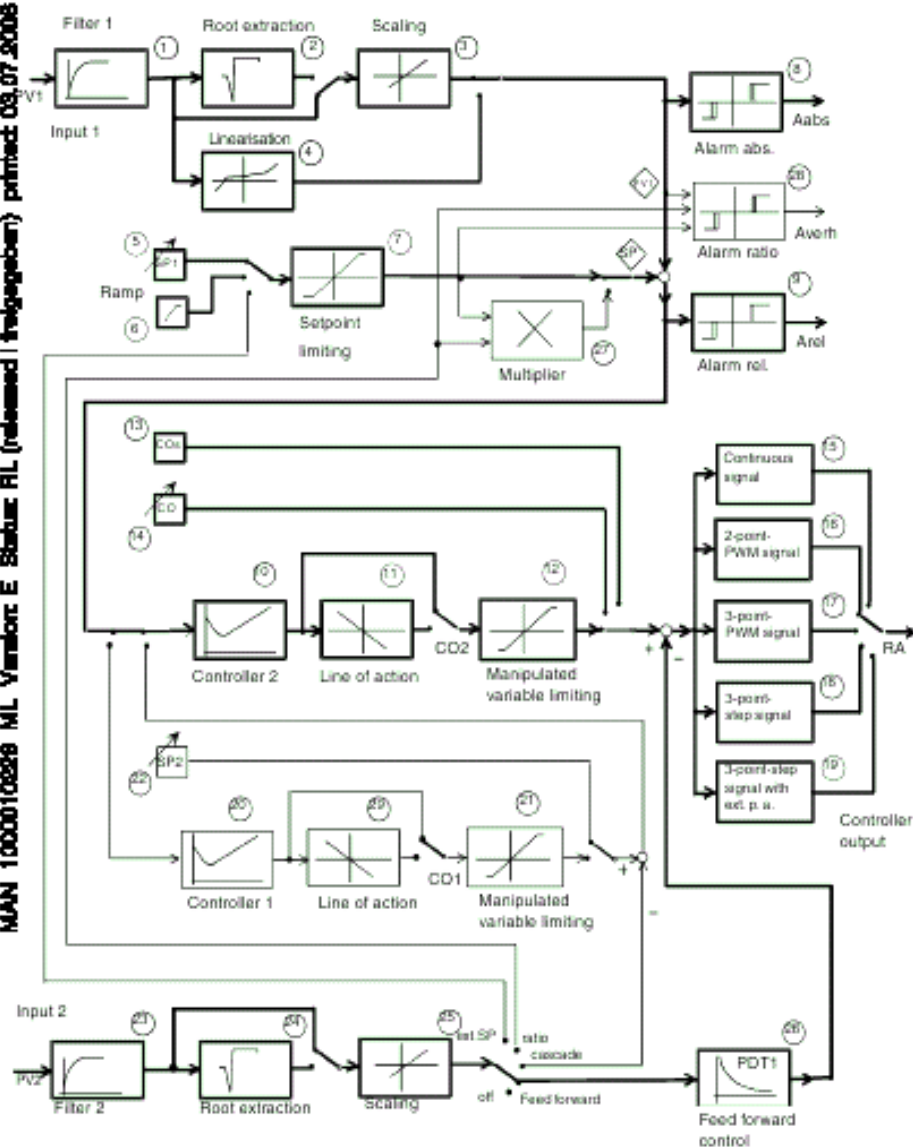 MAN 1000010226 ML Version: E Status: RL (released | freigegeben) printed: 03.07.2008
Filter 1
Root extraction
Scaling
1
2
3
8
PV1
Aabs
Input 1
Linearisation
4
Alarm abs.
28
PV1
Averh
Alarm ratio
5
7
SP
SP1
Ramp
9
6
Setpoint
limiting
27
Arel
Multiplier
Alarm rel.
13
15
Continuous
signal
CO
14
16
2-point-
PWM signal
10
11
12
17
3-point-
PWM signal
CO2
+
−
RA
Controller 2
Line of action
Manipulated
variable limiting
18
3-point-
step signal
SP2
22
19
3-point-step
signal with
ext. p. a.
20
29
21
Controller
output
CO1
+
Controller 1
Line of action
Manipulated
variable limiting
−
Input 2
23
24
25
26
ext SP
ratio
cascade
PDT1
PV2
off
Feed forward
Filter 2
Root extraction
Scaling
Feed forward
control